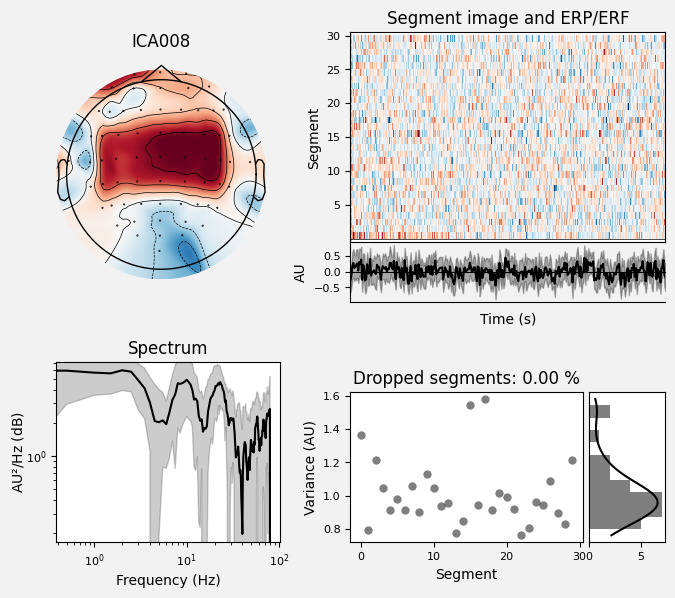 ICA008
Segment image and ERP/ERF
30
25
20
15
10
5
Segment
0.5
0.0
−0.5
AU
Time (s)
Spectrum
10⁰
AU²/Hz (dB)
10⁰
10¹
10²
Frequency (Hz)
Dropped segments: 0.00 %
1.6
1.4
1.2
1.0
0.8
Variance (AU)
0
10
20
30
Segment
0
5